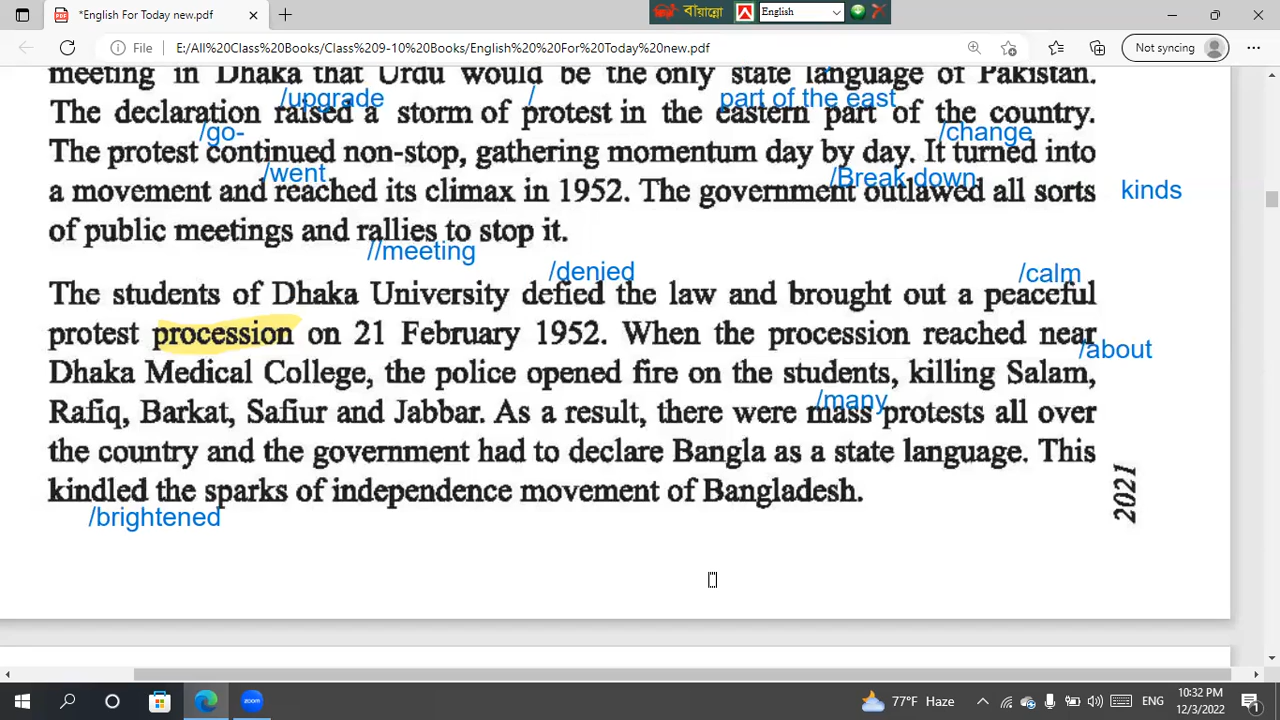 *English For Today new.pdf
বায়ান্নো
English
File
E:/All%20Class%20Books/Class%209-10%20Books/English%20%20For%20Today%20new.pdf
Not syncing
meeting in Dhaka that Urdu would be the only state language of Pakistan.
/upgrade / part of the east
The declaration raised a storm of protest in the eastern part of the country.
/go- /change
The protest continued non-stop, gathering momentum day by day. It turned into
/went /Break down
a movement and reached its climax in 1952. The government outlawed all sorts kinds
of public meetings and rallies to stop it.
//meeting
/denied /calm
The students of Dhaka University defied the law and brought out a peaceful
protest procession on 21 February 1952. When the procession reached near
/about
Dhaka Medical College, the police opened fire on the students, killing Salam,
/many
Rafiq, Barkat, Safiur and Jabbar. As a result, there were mass protests all over
the country and the government had to declare Bangla as a state language. This
kindled the sparks of independence movement of Bangladesh.
/brightened
2021
zoom
77°F Haze
ENG
10:32 PM
12/3/2022
1